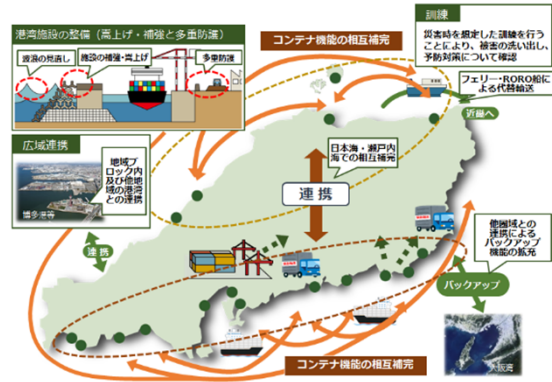 港湾施設の整備(嵩上げ・補強と多重防護)
波浪の見直し
施設の補強・嵩上げ
多重防護
コンテナ機能の相互補完
訓練
災害時を想定した訓練を行う
ことにより、被害の洗い出し、
予防対策について確認
フェリー・RORO船に
よる代替輸送
近畿へ
広域連携
地域ブ
ロック内
及び他地
域の港湾
との連携
博多港等
連携
日本海・瀬戸内
海での相互補完
連携
他圏域との
連携による
バックアップ
機能の拡充
バックアップ
大阪湾
コンテナ機能の相互補完